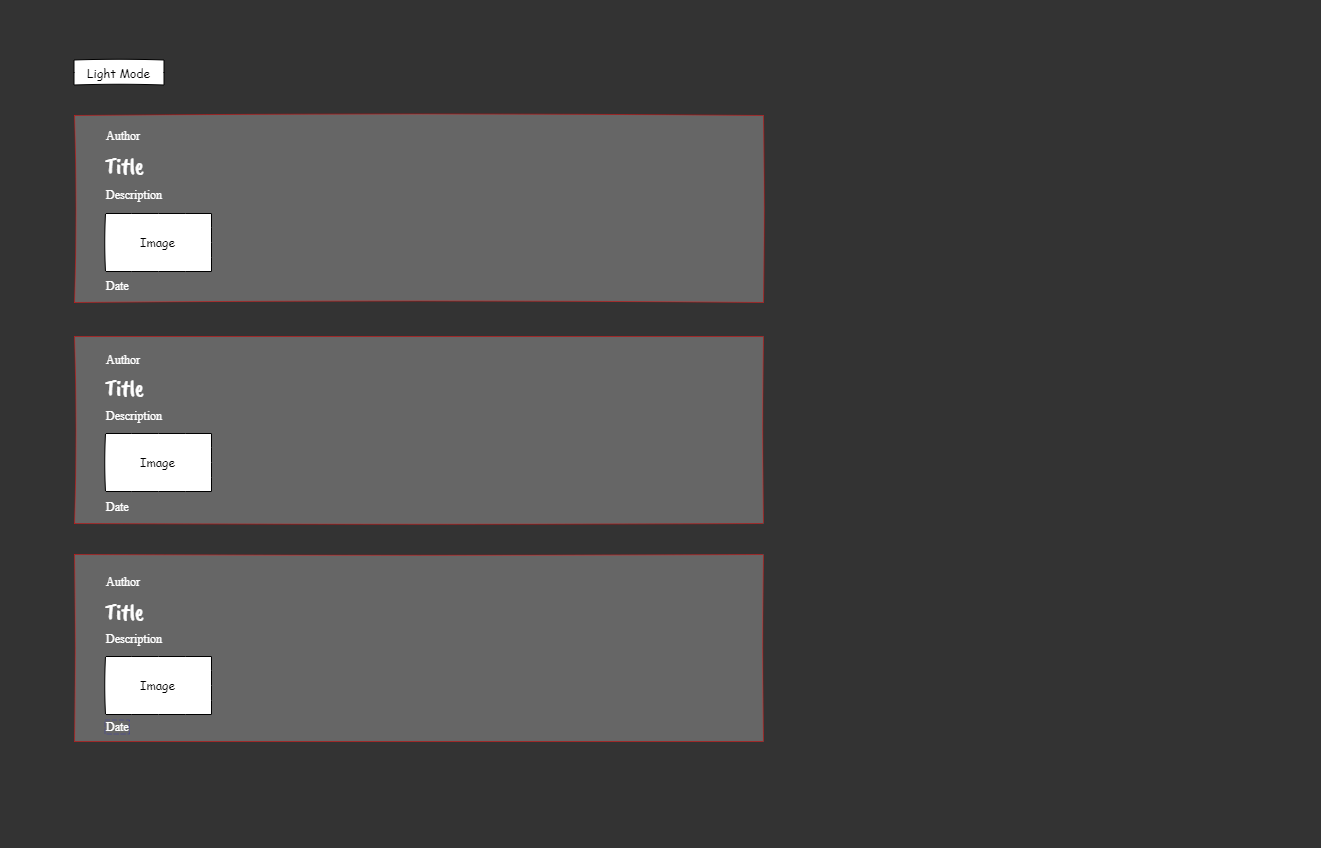 Light Mode
Author
Title
Description
Image
Date
Author
Title
Description
Image
Date
Author
Title
Description
Image
Date